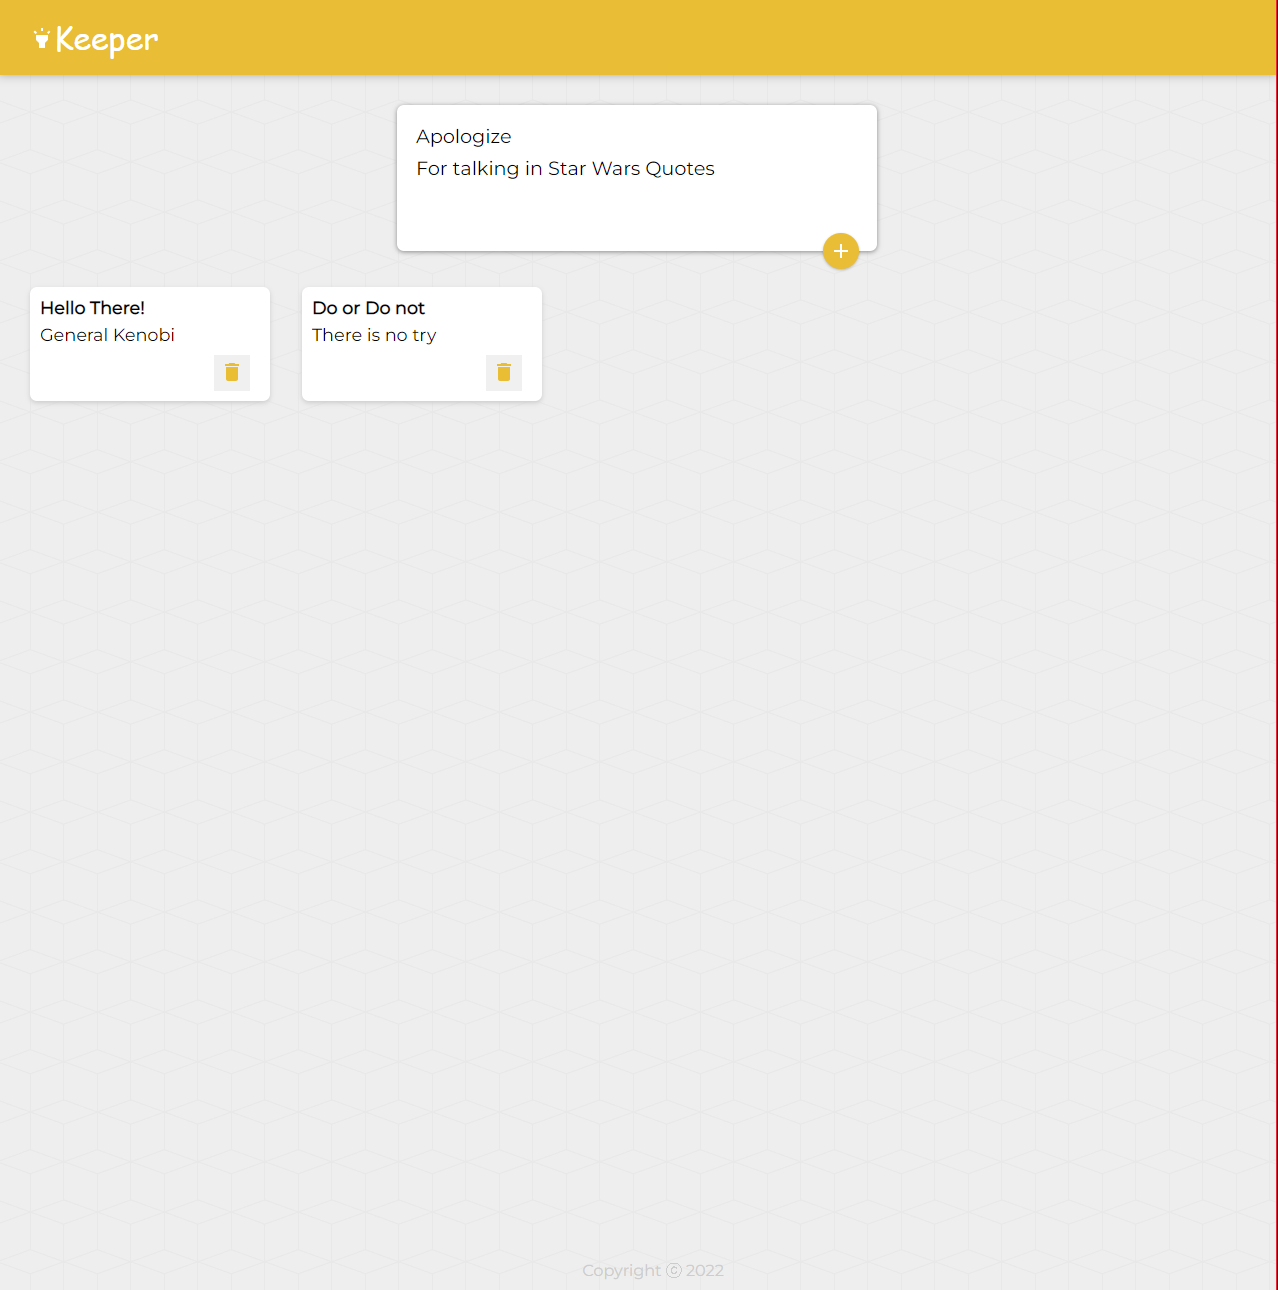 Keeper
Apologize
For talking in Star Wars Quotes
Hello There!
General Kenobi
Do or Do not
There is no try
Copyright ⓒ 2022